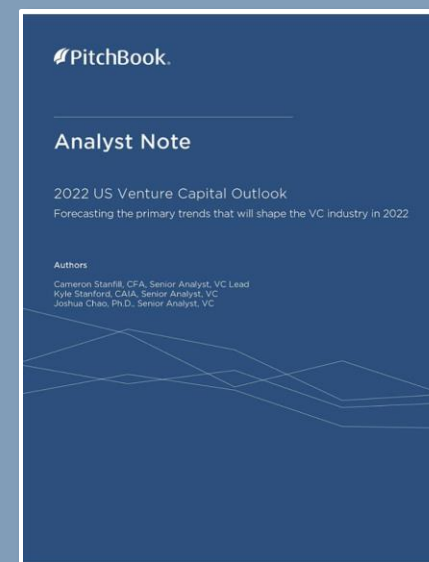 PitchBook.
Analyst Note
2022 US Venture Capital Outlook
Forecasting the primary trends that will shape the VC industry in 2022
Authors
Cameron Stanfill, CFA, Senior Analyst, VC Lead
Kyle Stanford, CAIA, Senior Analyst, VC
Joshua Chao, Ph.D., Senior Analyst, VC